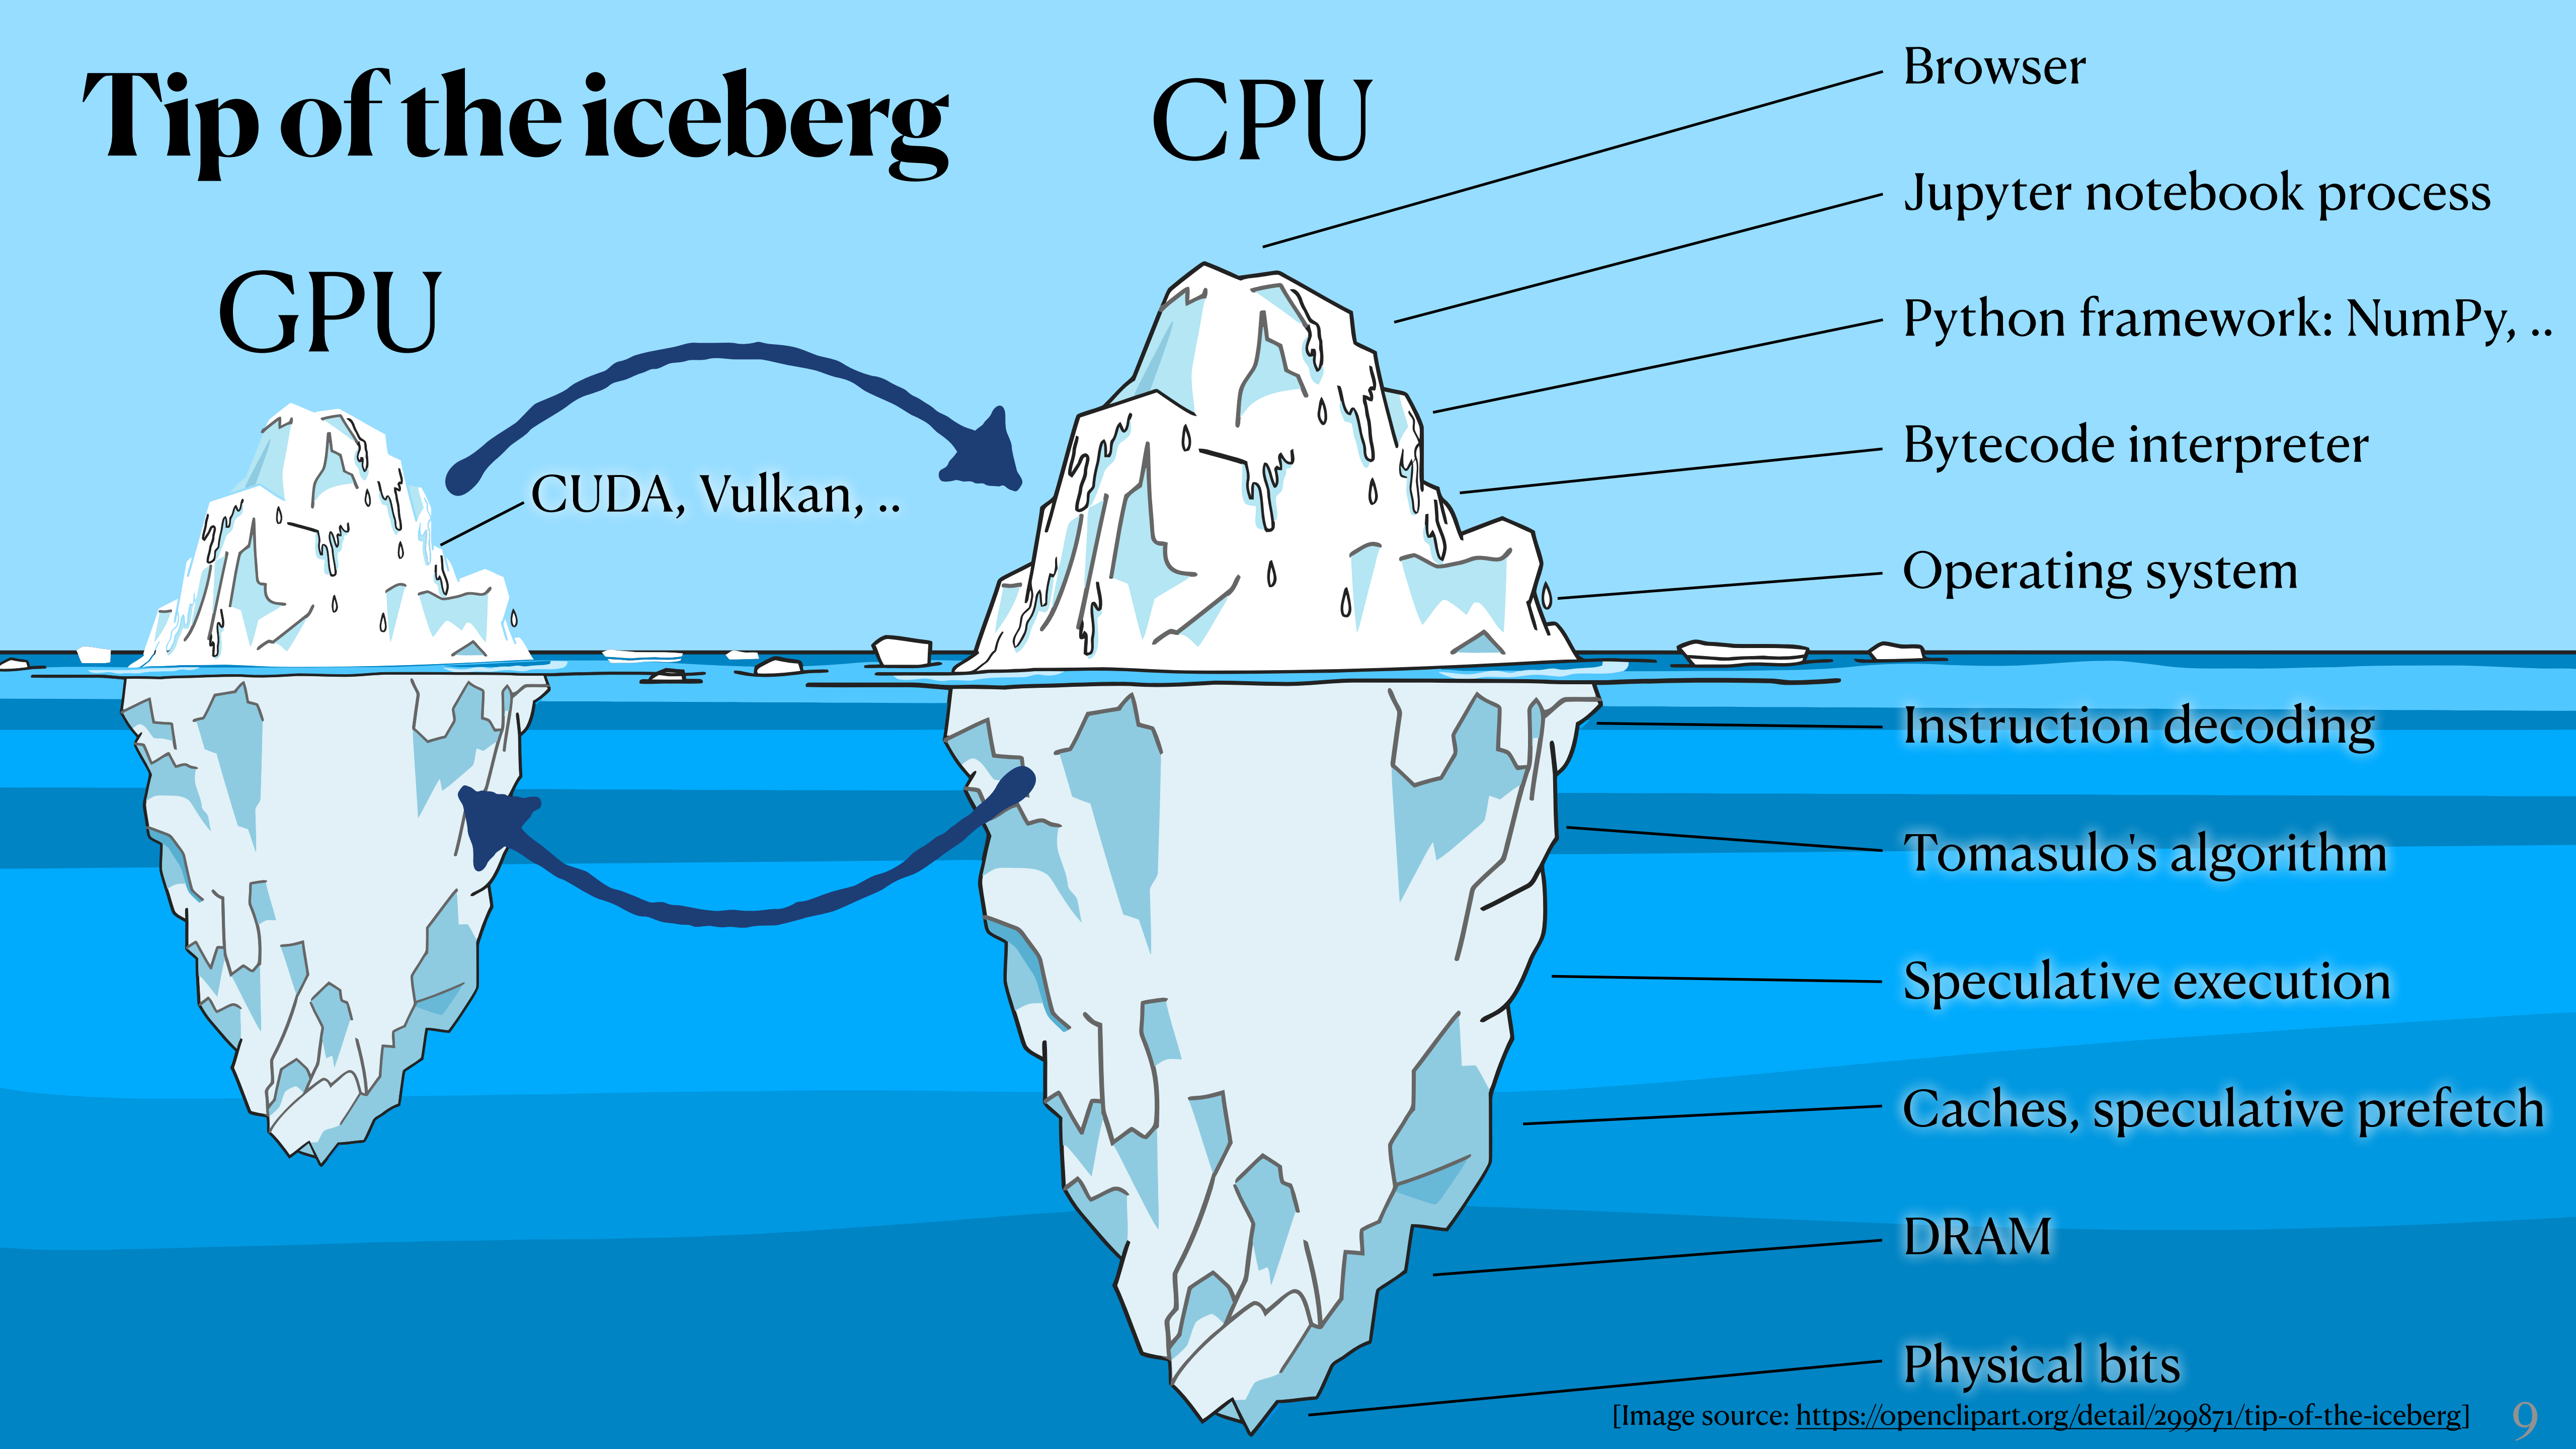 Tip of the iceberg
GPU
CUDA, Vulkan, ..
CPU
Browser
Jupyter notebook process
Python framework: NumPy, ..
Bytecode interpreter
Operating system
Instruction decoding
Tomasulo's algorithm
Speculative execution
Caches, speculative prefetch
DRAM
Physical bits
[Image source: https://openclipart.org/detail/299871/tip-of-the-iceberg]
9